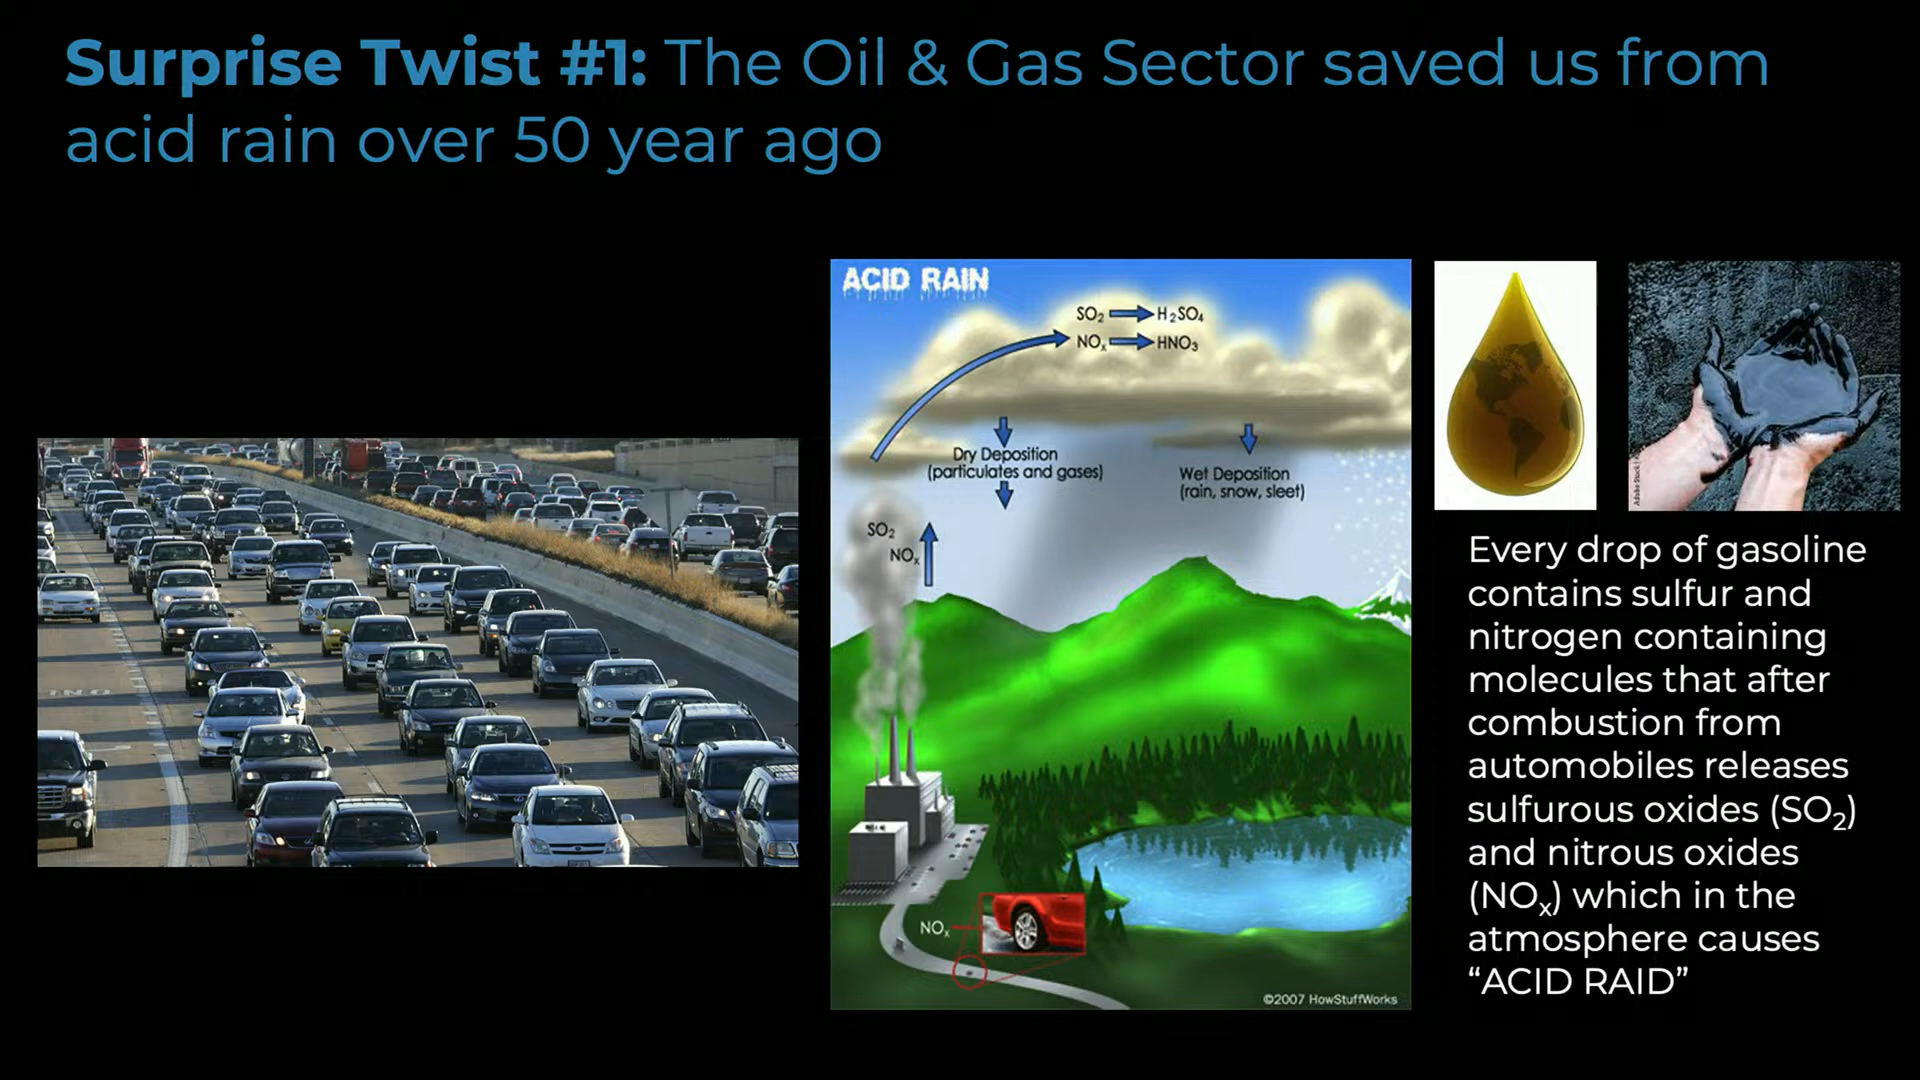 Surprise Twist #1: The Oil & Gas Sector saved us from
acid rain over 50 year ago
ACID RAIN
SO₂ H₂SO₄
NOₓ HNO₃
Dry Deposition
(particulates and gases)
Wet Deposition
(rain, snow, sleet)
SO₂
NOₓ
NOₓ
©2007 HowStuffWorks
Every drop of gasoline
contains sulfur and
nitrogen containing
molecules that after
combustion from
automobiles releases
sulfurous oxides (SO₂)
and nitrous oxides
(NOₓ) which in the
atmosphere causes
“ACID RAID”